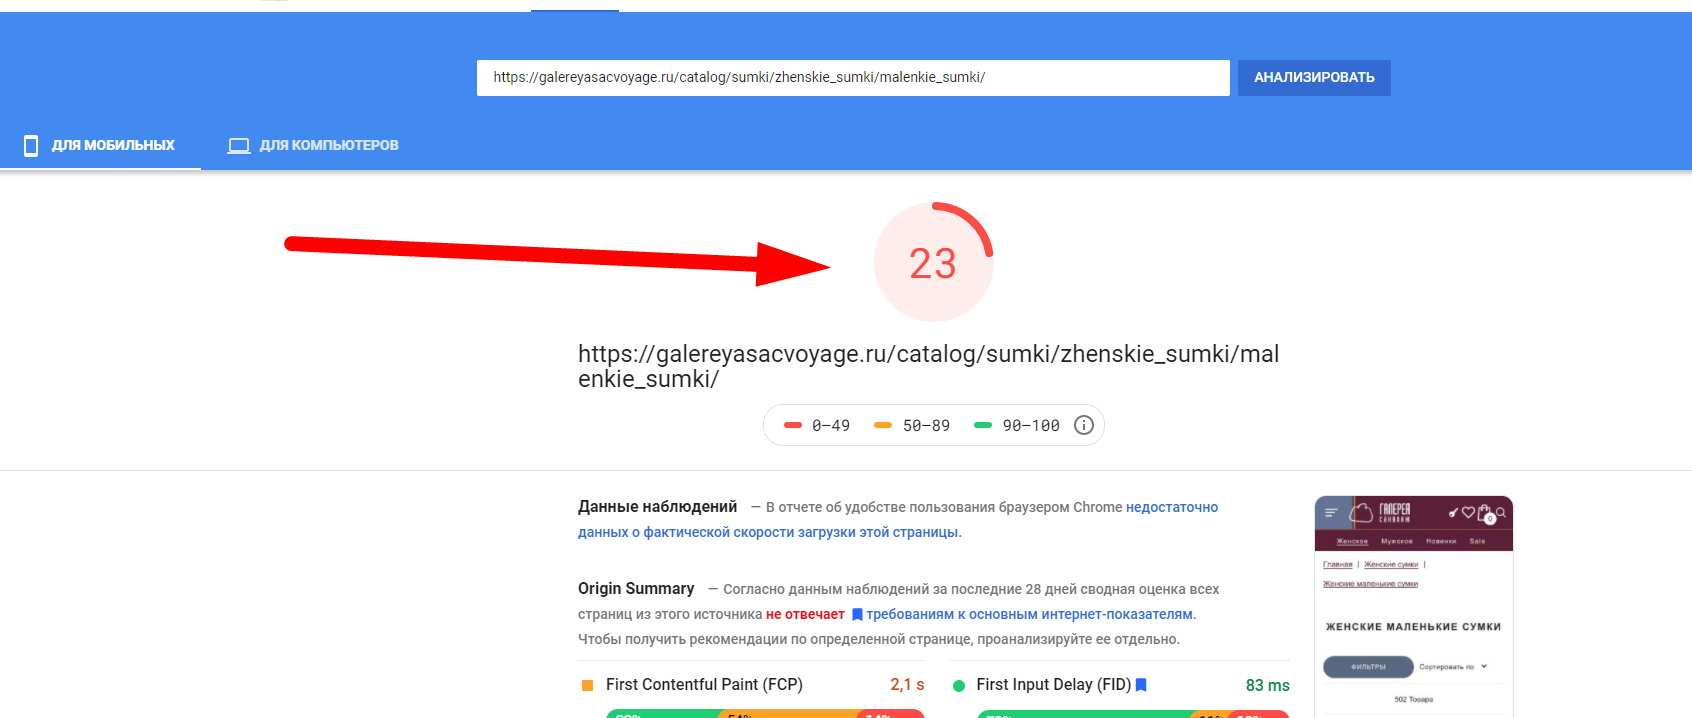 https://galereyasacvoyage.ru/catalog/sumki/zhenskie_sumki/malenkie_sumki/
АНАЛИЗИРОВАТЬ
ДЛЯ МОБИЛЬНЫХ
ДЛЯ КОМПЬЮТЕРОВ
23
https://galereyasacvoyage.ru/catalog/sumki/zhenskie_sumki/mal
enkie_sumki/
0–49
50–89
90–100
Данные наблюдений — В отчете об удобстве пользования браузером Chrome недостаточно
данных о фактической скорости загрузки этой страницы.
Origin Summary — Согласно данным наблюдений за последние 28 дней сводная оценка всех
страниц из этого источника не отвечает требованиям к основным интернет-показателям.
Чтобы получить рекомендации по определенной странице, проанализируйте ее отдельно.
First Contentful Paint (FCP) 2,1 s
First Input Delay (FID) 83 ms
ГАЛЕРЕЯ
САКВОЯЖ
0
Женское Мужское Новинки Sale
Главная | Женские сумки |
Женские маленькие сумки
ЖЕНСКИЕ МАЛЕНЬКИЕ СУМКИ
ФИЛЬТРЫ
Сортировать по
502 Товара